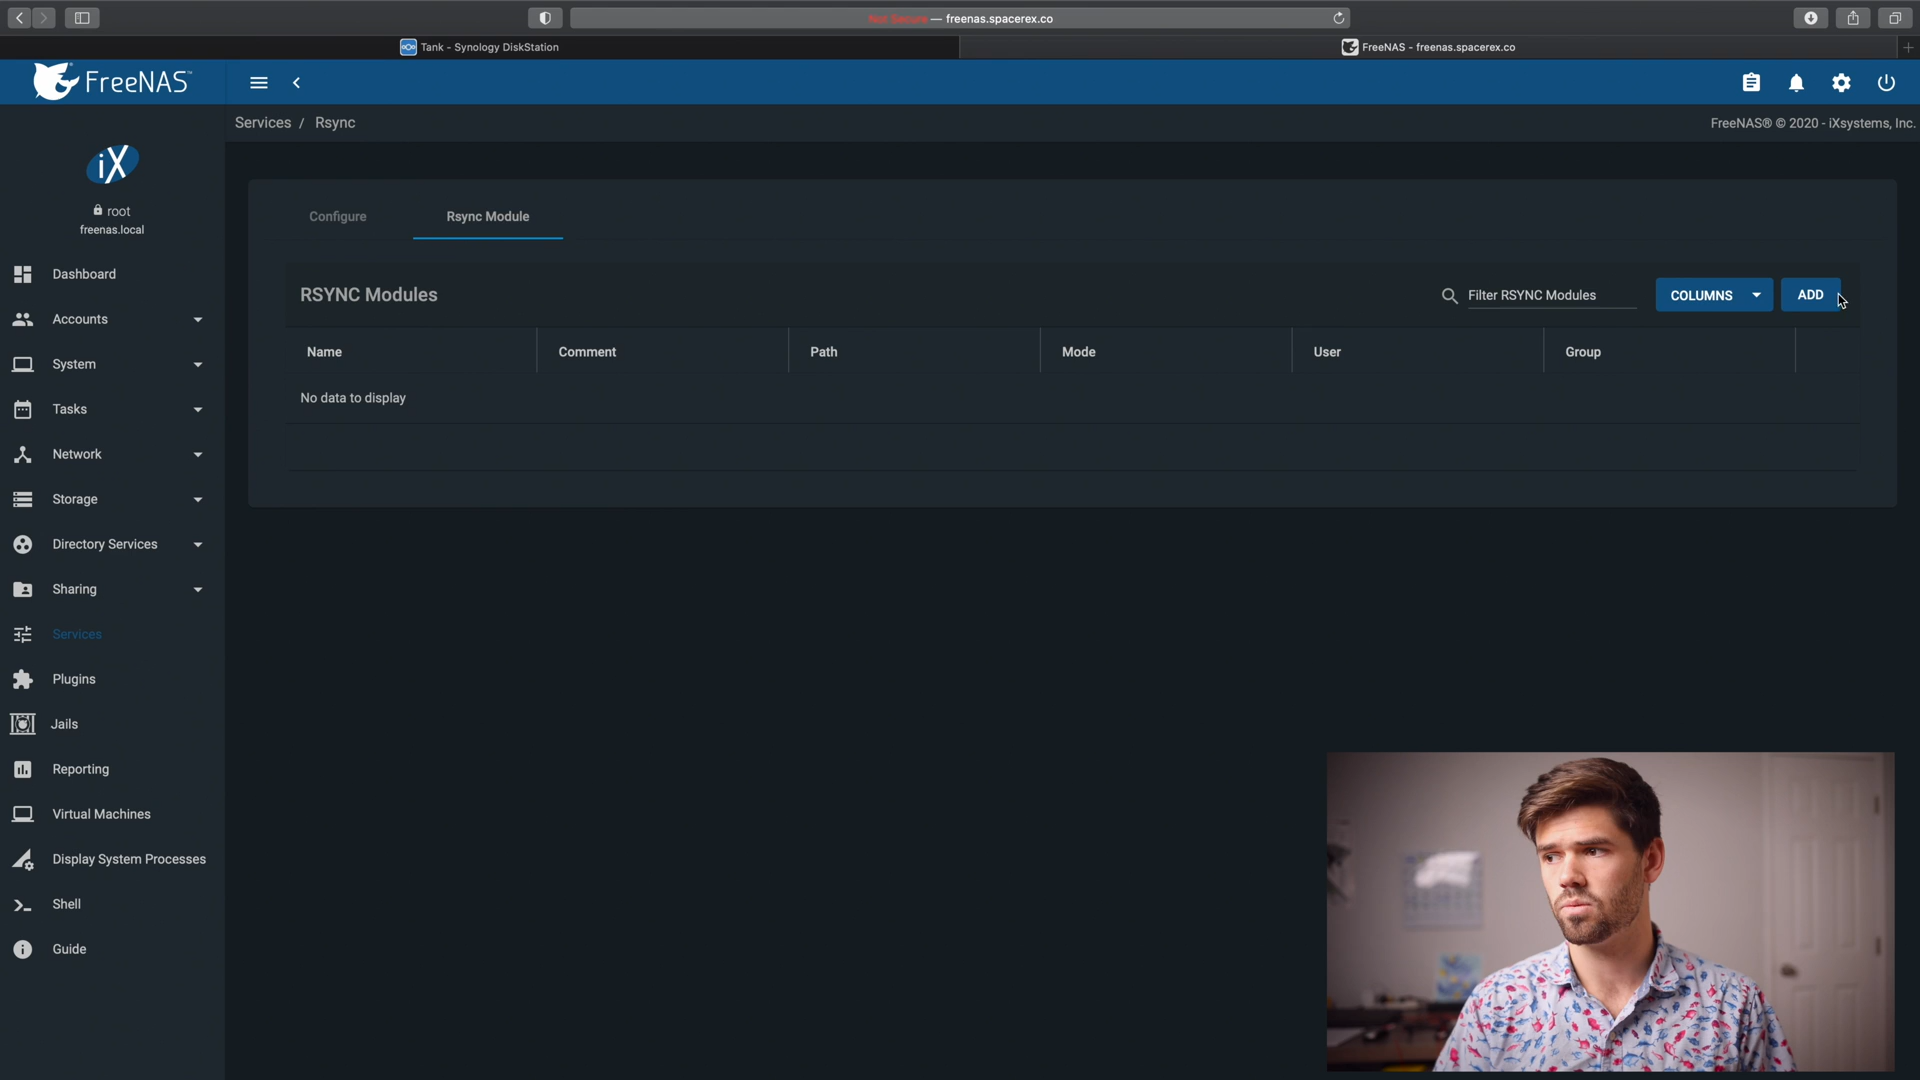 Not Secure — freenas.spacerex.co
Tank - Synology DiskStation
FreeNAS - freenas.spacerex.co
FreeNAS™
Services / Rsync
FreeNAS® © 2020 - iXsystems, Inc.
iX
root
freenas.local
Dashboard
Accounts
System
Tasks
Network
Storage
Directory Services
Sharing
Services
Plugins
Jails
Reporting
Virtual Machines
Display System Processes
Shell
Guide
Configure
Rsync Module
RSYNC Modules
Filter RSYNC Modules
COLUMNS
ADD
Name
Comment
Path
Mode
User
Group
No data to display